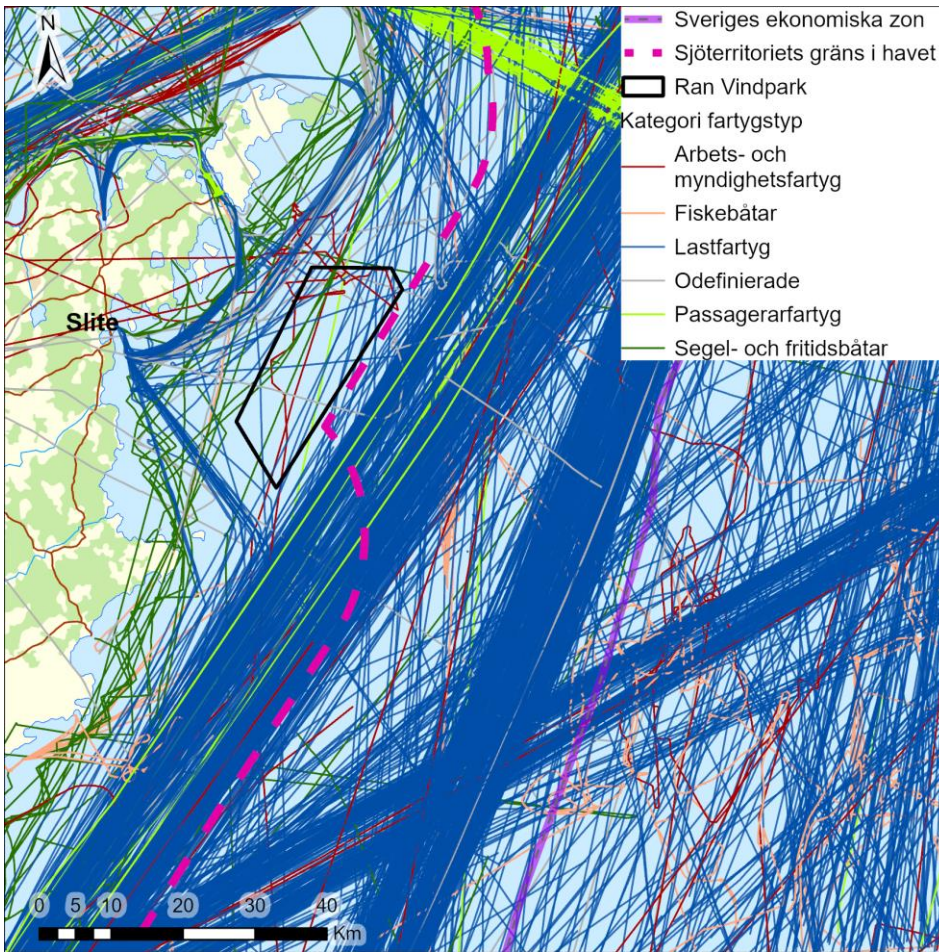 N
Sveriges ekonomiska zon
Sjöterritoriets gräns i havet
Ran Vindpark
Kategori fartygstyp
Arbets- och
myndighetsfartyg
Fiskebåtar
Lastfartyg
Odefinierade
Passagerarfartyg
Segel- och fritidsbåtar
Slite
0 5 10 20 30 40
Km